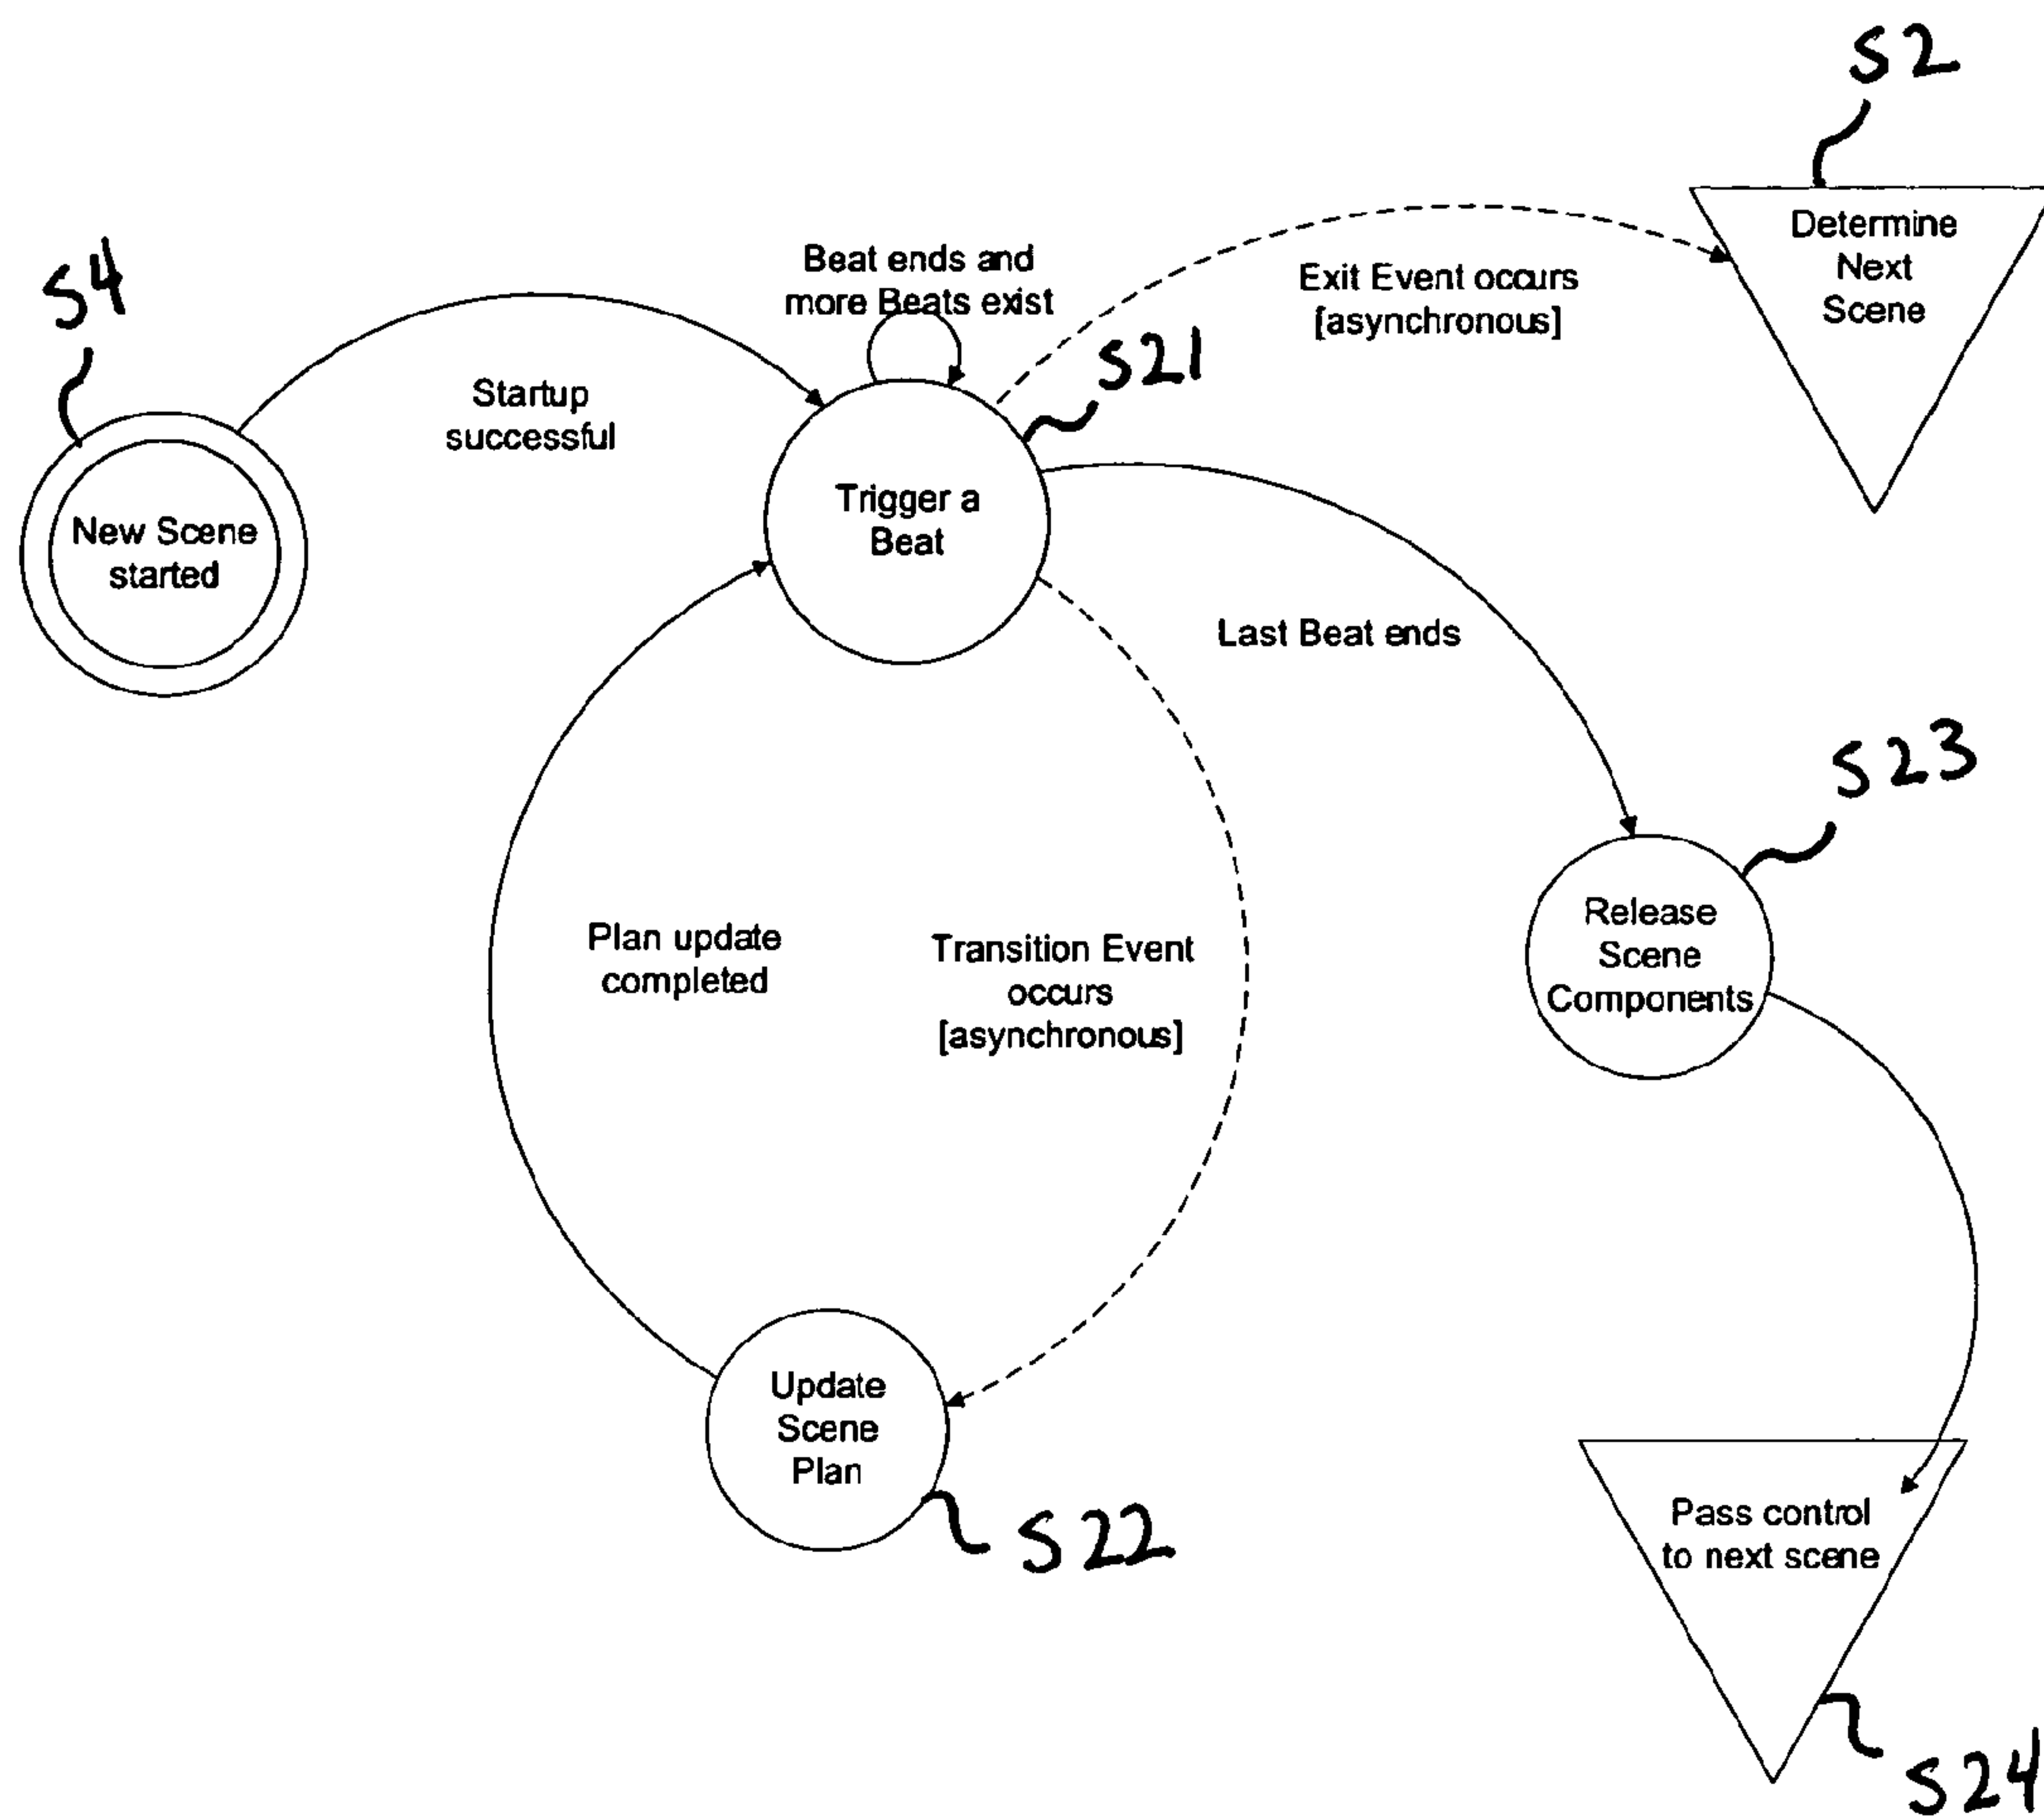 S2
Determine
Next
Scene
Beat ends and
more Beats exist
Exit Event occurs
[asynchronous]
S4
S21
Startup
successful
Trigger a
Beat
New Scene
started
Last Beat ends
S23
Release
Scene
Components
Plan update
completed
Transition Event
occurs
[asynchronous]
Update
Scene
Plan
S22
Pass control
to next scene
S24